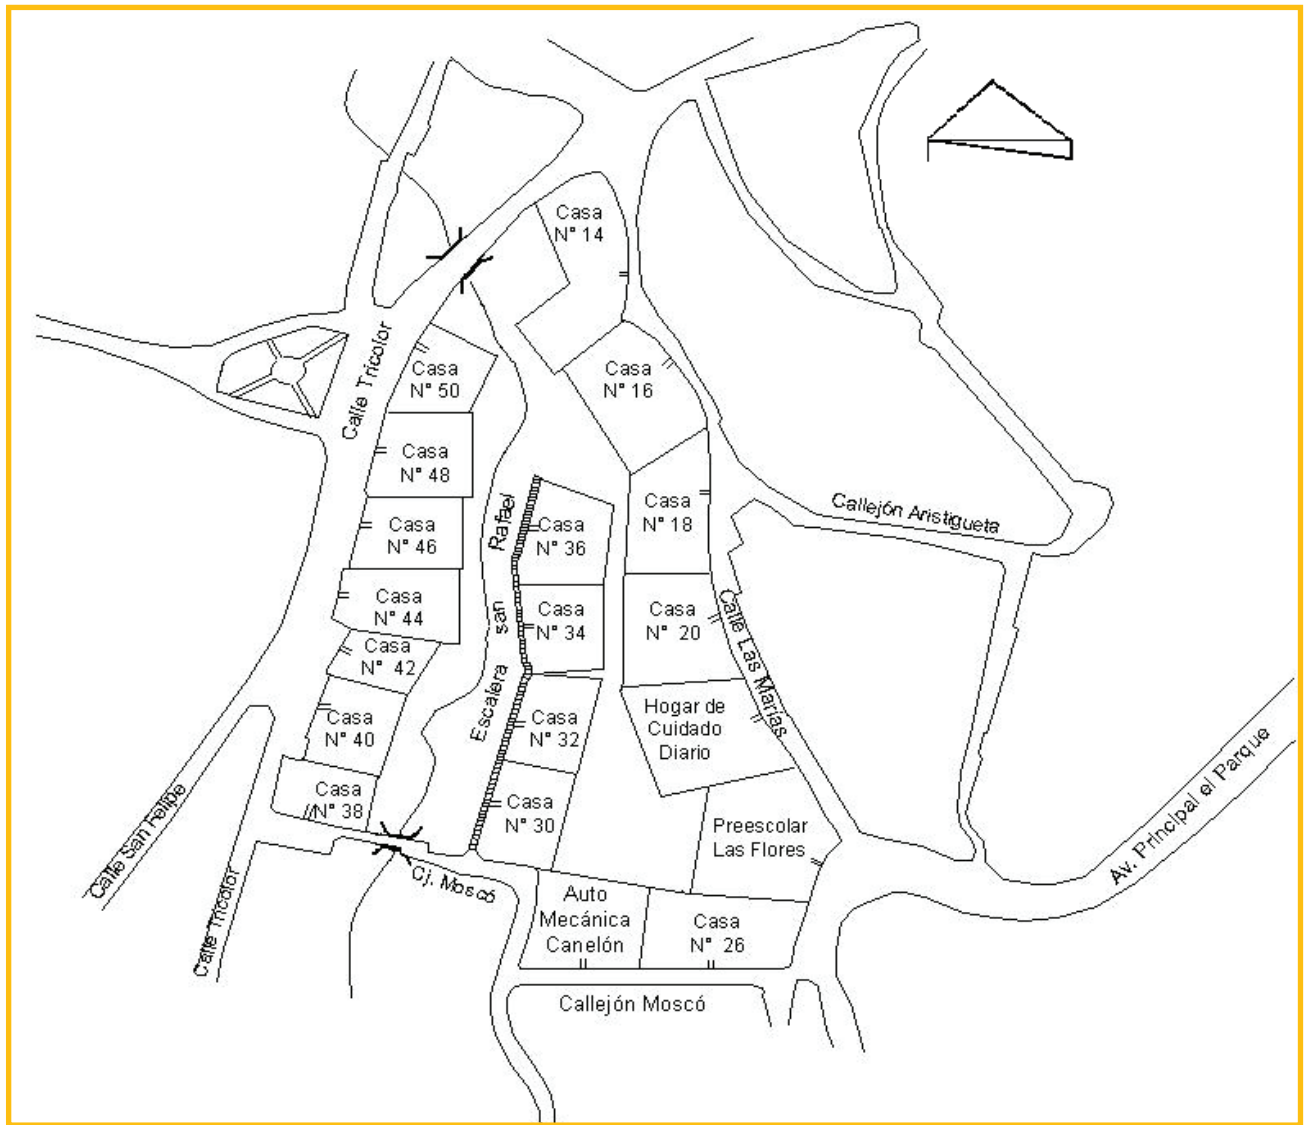 Casa
N° 14
Calle Tricolor
Casa
N° 50
Casa
N° 16
Casa
N° 48
Casa
N° 18
Callejón Aristigueta
Casa
N° 46
Escalera san Rafael
Casa
N° 36
Casa
N° 44
Casa
N° 34
Casa
N° 20
Calle Las Marías
Casa
N° 42
Casa
N° 40
Casa
N° 32
Hogar de
Cuidado
Diario
Casa
N° 38
Casa
N° 30
Preescolar
Las Flores
Av. Principal el Parque
Calle San Felipe
Calle Tricolor
Cj. Moscó
Auto
Mecánica
Canelón
Casa
N° 26
Callejón Moscó